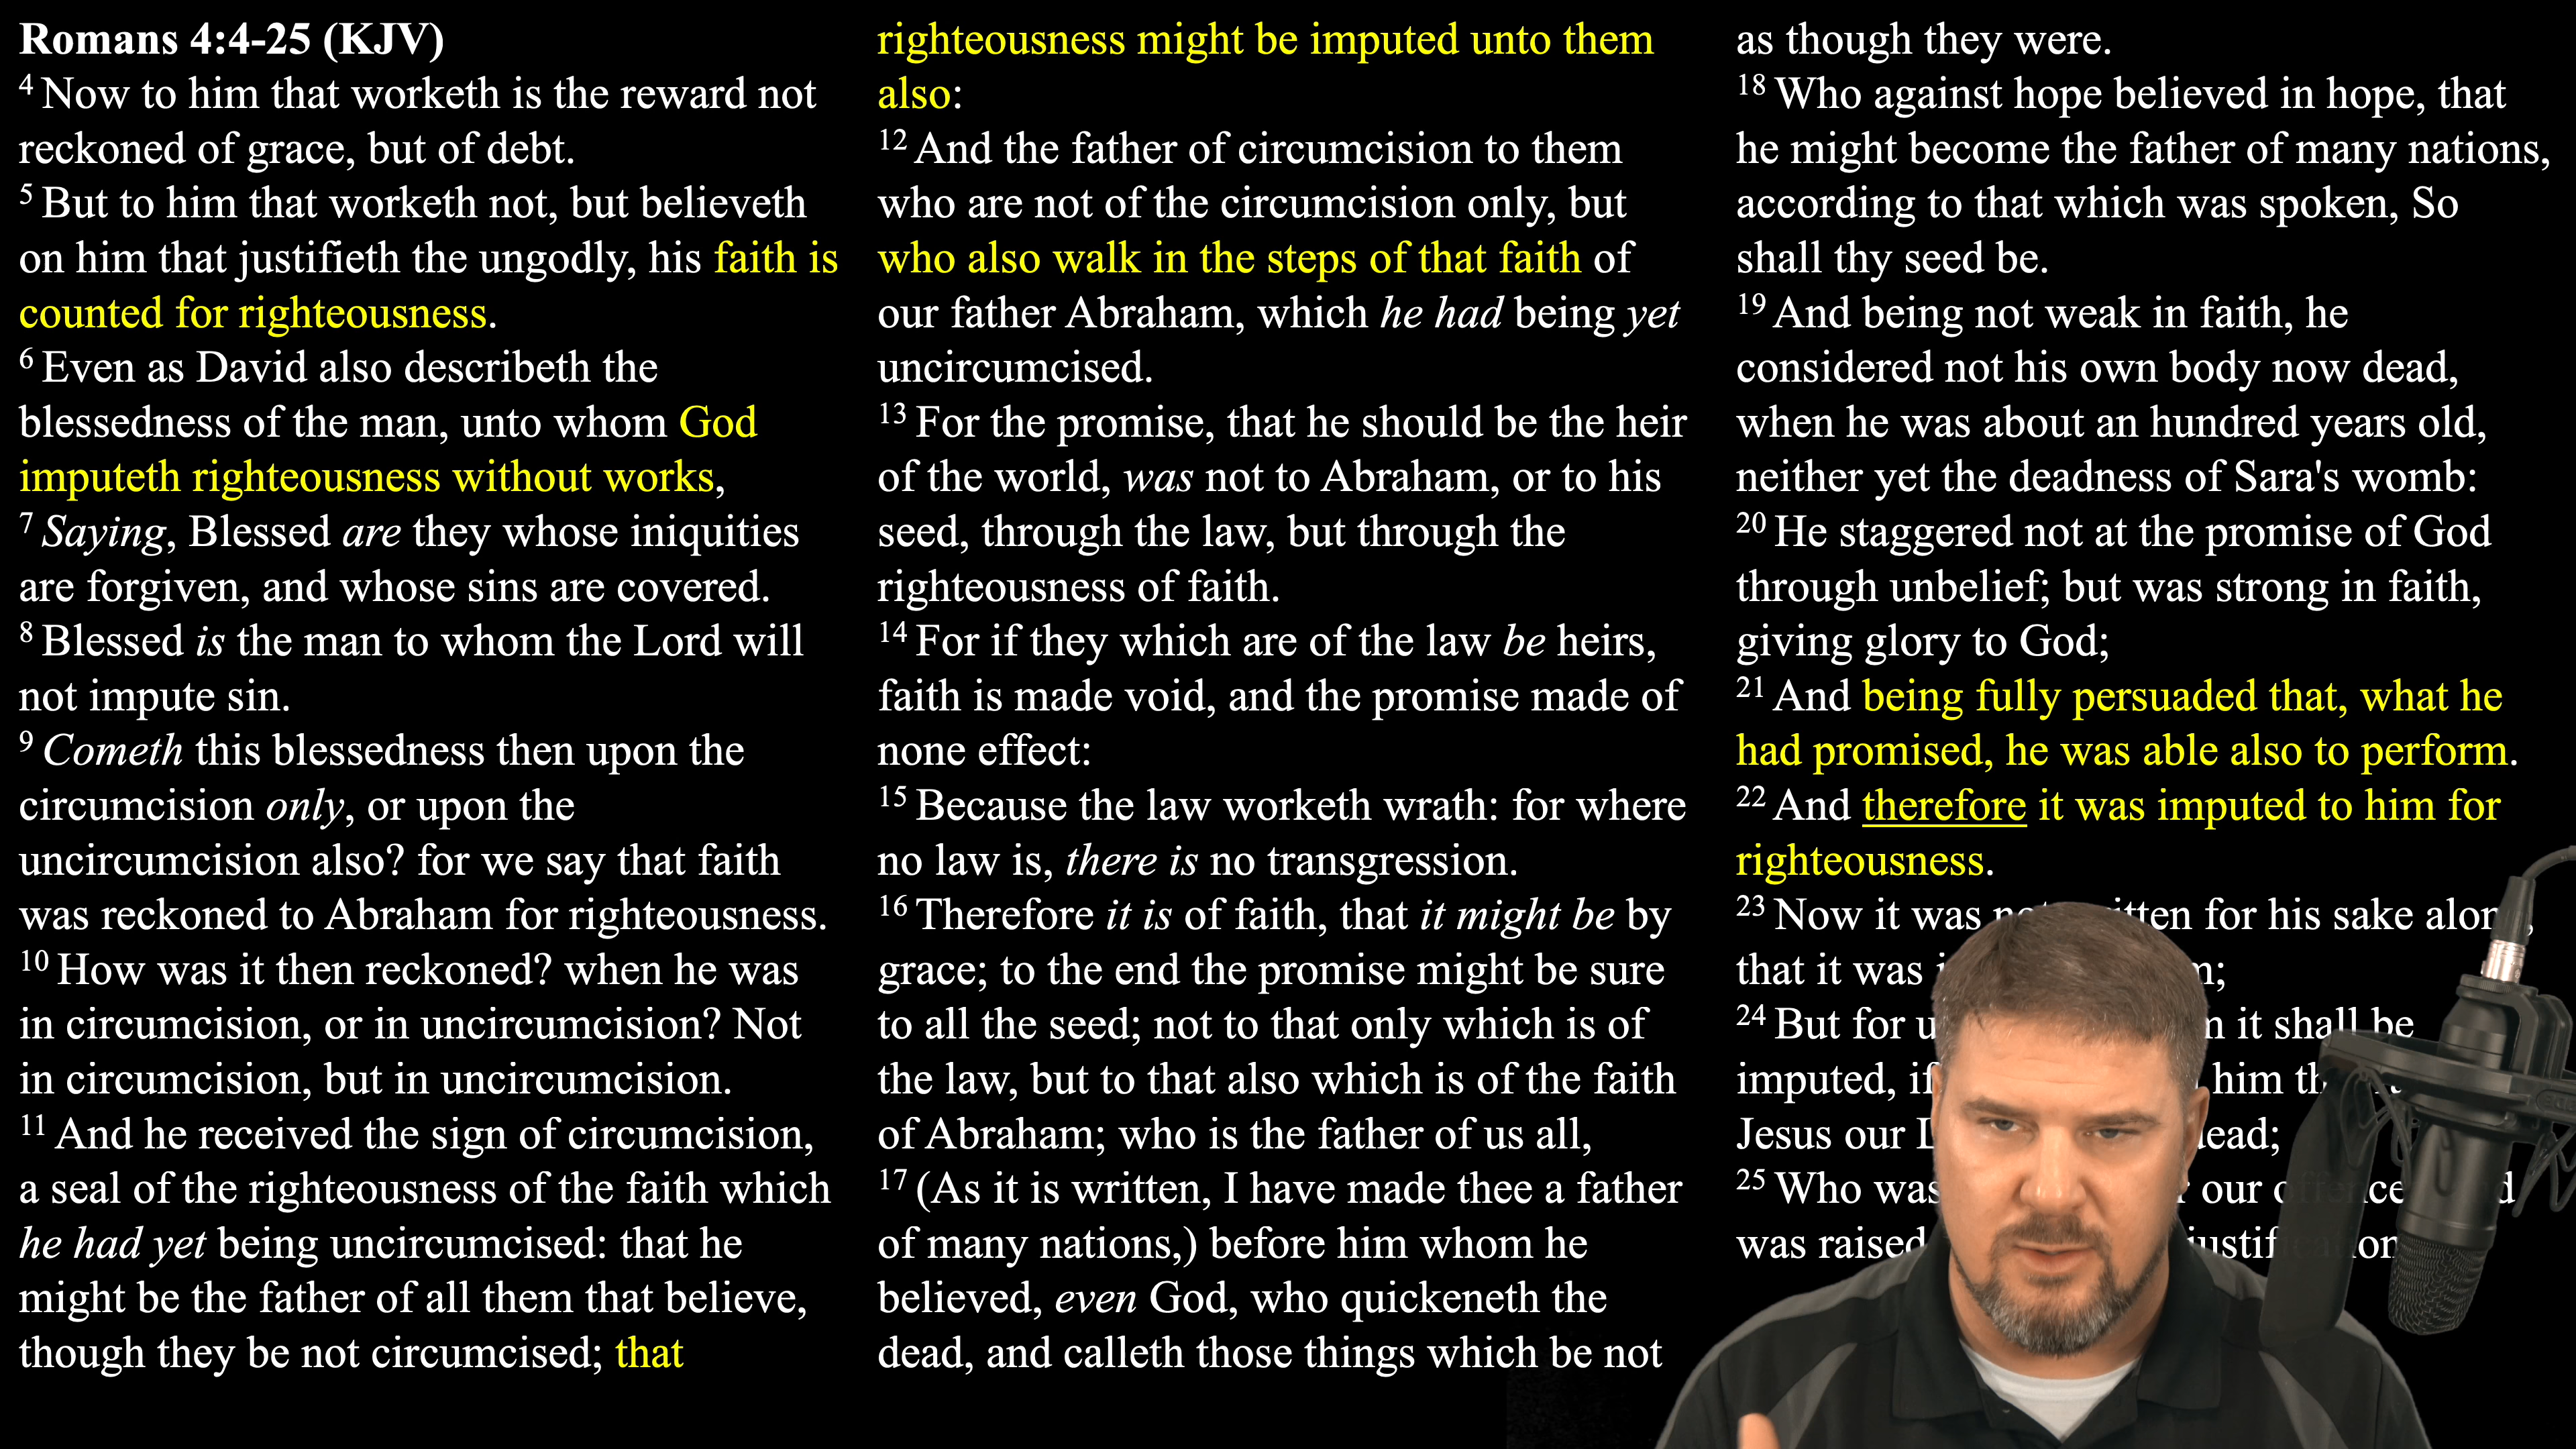 Romans 4:4-25 (KJV)
4 Now to him that worketh is the reward not
reckoned of grace, but of debt.
5 But to him that worketh not, but believeth
on him that justifieth the ungodly, his faith is
counted for righteousness.
6 Even as David also describeth the
blessedness of the man, unto whom God
imputeth righteousness without works,
7 Saying, Blessed are they whose iniquities
are forgiven, and whose sins are covered.
8 Blessed is the man to whom the Lord will
not impute sin.
9 Cometh this blessedness then upon the
circumcision only, or upon the
uncircumcision also? for we say that faith
was reckoned to Abraham for righteousness.
10 How was it then reckoned? when he was
in circumcision, or in uncircumcision? Not
in circumcision, but in uncircumcision.
11 And he received the sign of circumcision,
a seal of the righteousness of the faith which
he had yet being uncircumcised: that he
might be the father of all them that believe,
though they be not circumcised; that
righteousness might be imputed unto them
also:
12 And the father of circumcision to them
who are not of the circumcision only, but
who also walk in the steps of that faith of
our father Abraham, which he had being yet
uncircumcised.
13 For the promise, that he should be the heir
of the world, was not to Abraham, or to his
seed, through the law, but through the
righteousness of faith.
14 For if they which are of the law be heirs,
faith is made void, and the promise made of
none effect:
15 Because the law worketh wrath: for where
no law is, there is no transgression.
16 Therefore it is of faith, that it might be by
grace; to the end the promise might be sure
to all the seed; not to that only which is of
the law, but to that also which is of the faith
of Abraham; who is the father of us all,
17 (As it is written, I have made thee a father
of many nations,) before him whom he
believed, even God, who quickeneth the
dead, and calleth those things which be not
as though they were.
18 Who against hope believed in hope, that
he might become the father of many nations,
according to that which was spoken, So
shall thy seed be.
19 And being not weak in faith, he
considered not his own body now dead,
when he was about an hundred years old,
neither yet the deadness of Sara's womb:
20 He staggered not at the promise of God
through unbelief; but was strong in faith,
giving glory to God;
21 And being fully persuaded that, what he
had promised, he was able also to perform.
22 And therefore it was imputed to him for
righteousness.
23 Now it was for his sake
that it was
24 But for it shall be
imputed, if him
Jesus our
25 Who was our
was raised